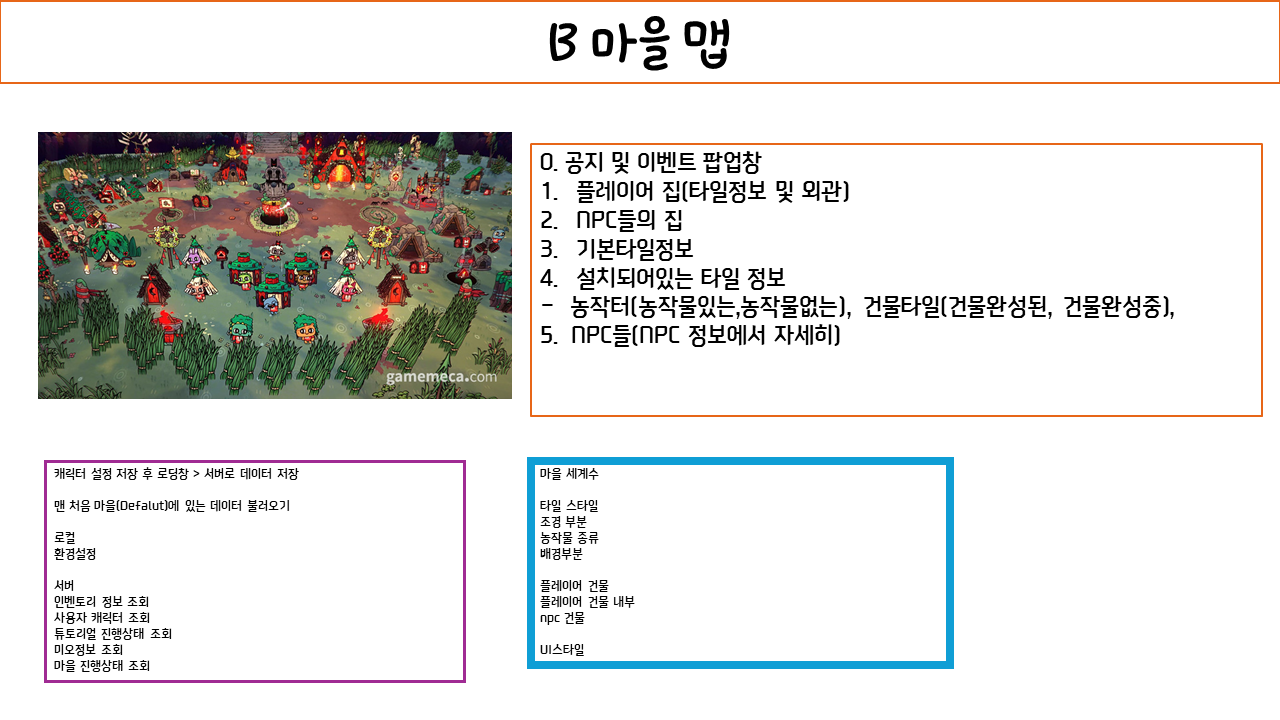 B 마을 맵
0. 공지 및 이벤트 팝업창
1. 플레이어 집(타일정보 및 외관)
2. NPC들의 집
3. 기본타일정보
4. 설치되어있는 타일 정보
- 농작터(농작물있는,농작물없는), 건물타일(건물완성된, 건물완성중),
5. NPC들(NPC 정보에서 자세히)
gamemeca.com
캐릭터 설정 저장 후 로딩창 > 서버로 데이터 저장
맨 처음 마을(Defalut)에 있는 데이터 불러오기
로컬
환경설정
서버
인벤토리 정보 조회
사용자 캐릭터 조회
튜토리얼 진행상태 조회
미오정보 조회
마을 진행상태 조회
마을 세계수
타일 스타일
조경 부분
농작물 종류
배경부분
플레이어 건물
플레이어 건물 내부
npc 건물
UI스타일